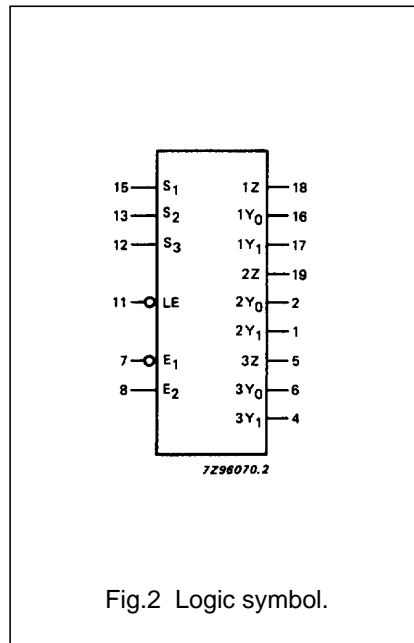 15 S1 1Z 18
13 S2 1Y0 16
12 S3 1Y1 17
2Z 19
11 LE 2Y0 2
2Y1 1
7 E1 3Z 5
8 E2 3Y0 6
3Y1 4
7Z96070.2
Fig.2 Logic symbol.